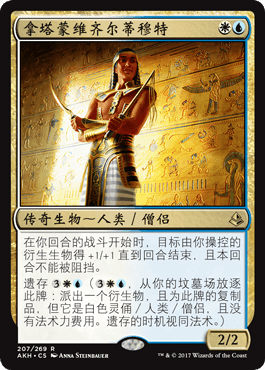 拿塔蒙维齐尔蒂穆特
传奇生物~人类/僧侣
在你回合的战斗开始时，目标由你操控的
衍生生物得+1/+1直到回合结束，且本回
合不能被阻挡。
遗存3（3，从你的坟墓场放逐
此牌：派出一个衍生物，且为此牌的复制
品，但它是白色灵俑／人类／僧侣，且没
有法术力费用。遗存的时机视同法术。）
2/2
207/269 R
AKH • CS ANNA STEINBAUER
™ & © 2017 Wizards of the Coast